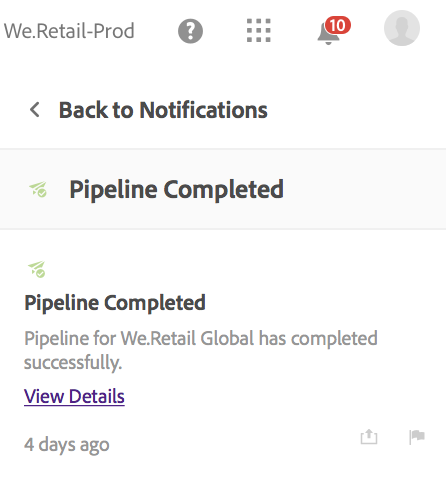 We.Retail-Prod
?
10
Back to Notifications
Pipeline Completed
Pipeline Completed
Pipeline for We.Retail Global has completed
successfully.
View Details
4 days ago